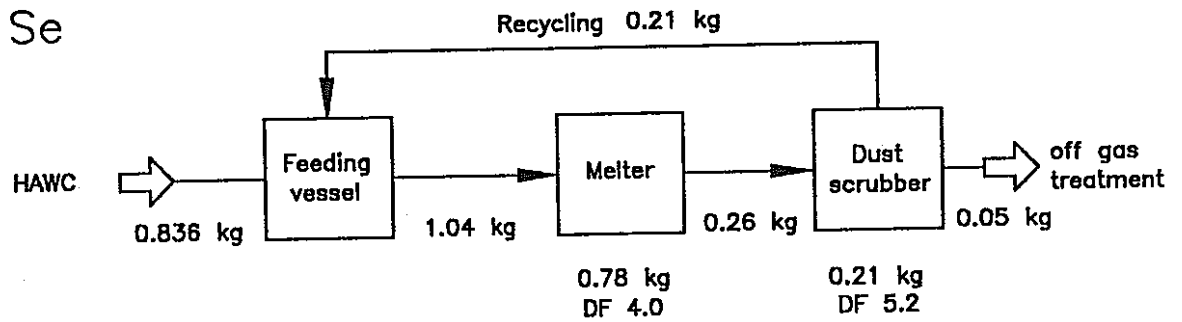 Se
Recycling 0.21 kg
HAWC
Feeding
vessel
Melter
Dust
scrubber
off gas
treatment
0.836 kg
1.04 kg
0.26 kg
0.05 kg
0.78 kg
DF 4.0
0.21 kg
DF 5.2